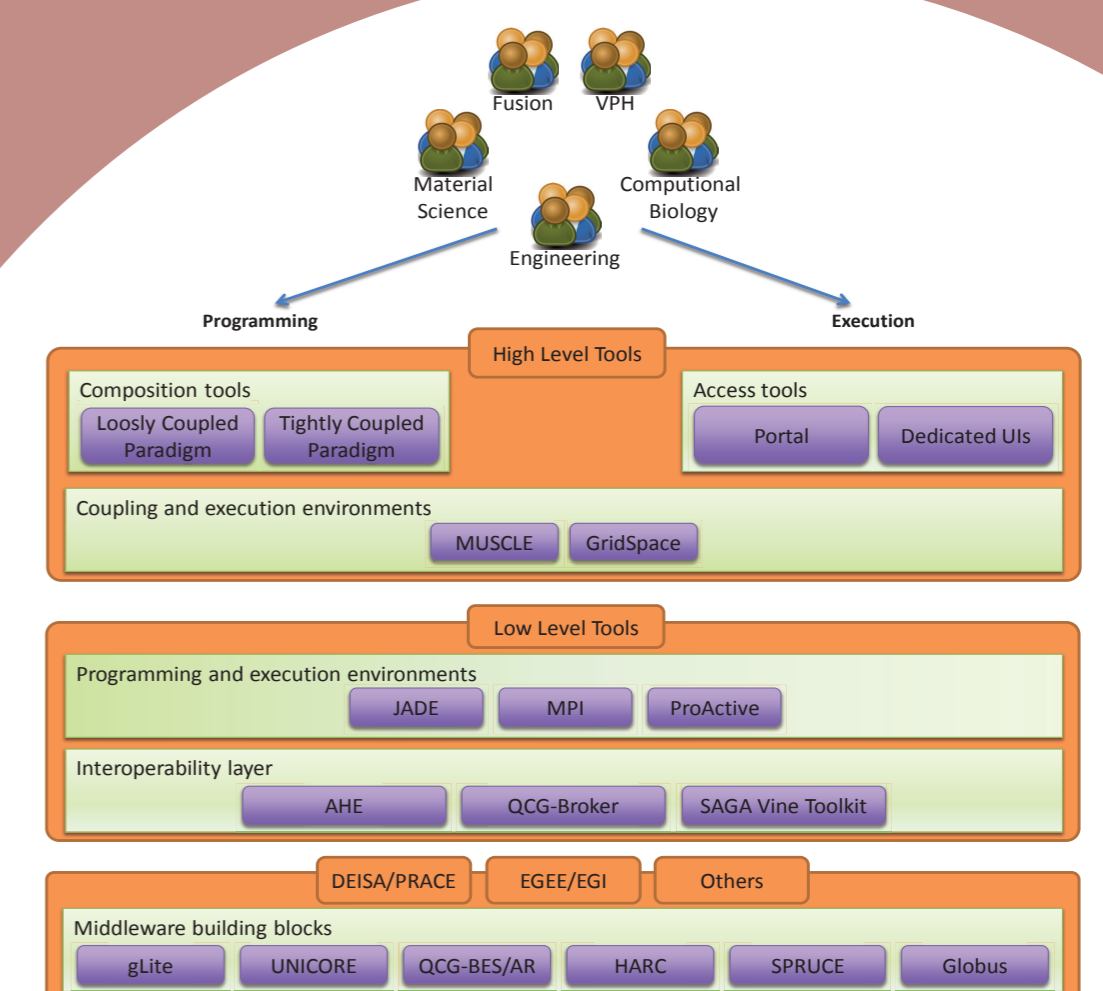 Fusion
VPH
Material
Science
Computional
Biology
Engineering
Programming
Execution
High Level Tools
Composition tools
Loosly Coupled
Paradigm
Tightly Coupled
Paradigm
Access tools
Portal
Dedicated UIs
Coupling and execution environments
MUSCLE
GridSpace
Low Level Tools
Programming and execution environments
JADE
MPI
ProActive
Interoperability layer
AHE
QCG-Broker
SAGA Vine Toolkit
DEISA/PRACE
EGEE/EGI
Others
Middleware building blocks
gLite
UNICORE
QCG-BES/AR
HARC
SPRUCE
Globus